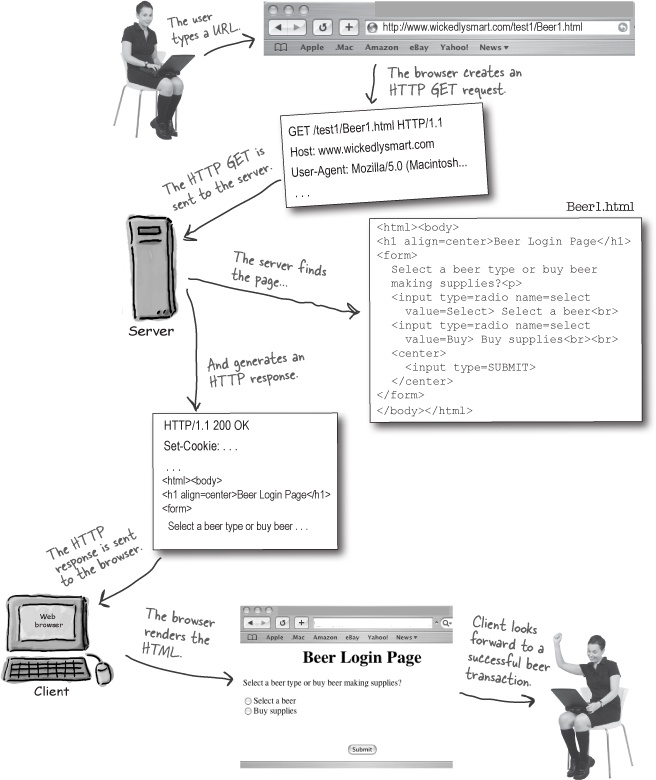 The user
types a URL.
http://www.wickedlysmart.com/test1/Beer1.html
Apple .Mac Amazon eBay Yahoo! News ▾
The browser creates an
HTTP GET request.
GET /test1/Beer1.html HTTP/1.1
Host: www.wickedlysmart.com
User-Agent: Mozilla/5.0 (Macintosh...
. . .
The HTTP GET is
sent to the server.
Server
The server finds
the page...
Beer1.html
<html><body>
<h1 align=center>Beer Login Page</h1>
<form>
Select a beer type or buy beer
making supplies?<p>
<input type=radio name=select
value=Select> Select a beer<br>
<input type=radio name=select
value=Buy> Buy supplies<br><br>
<center>
<input type=SUBMIT>
</center>
</form>
</body></html>
And generates an
HTTP response.
HTTP/1.1 200 OK
Set-Cookie: . . .
. . .
<html><body>
<h1 align=center>Beer Login Page</h1>
<form>
Select a beer type or buy beer . . .
The HTTP
response is sent
to the browser.
Web
browser
Client
The browser
renders the
HTML.
Apple .Mac Amazon eBay Yahoo! News ▾
Beer Login Page
Select a beer type or buy beer making supplies?
Select a beer
Buy supplies
Submit
Client looks
forward to a
successful beer
transaction.